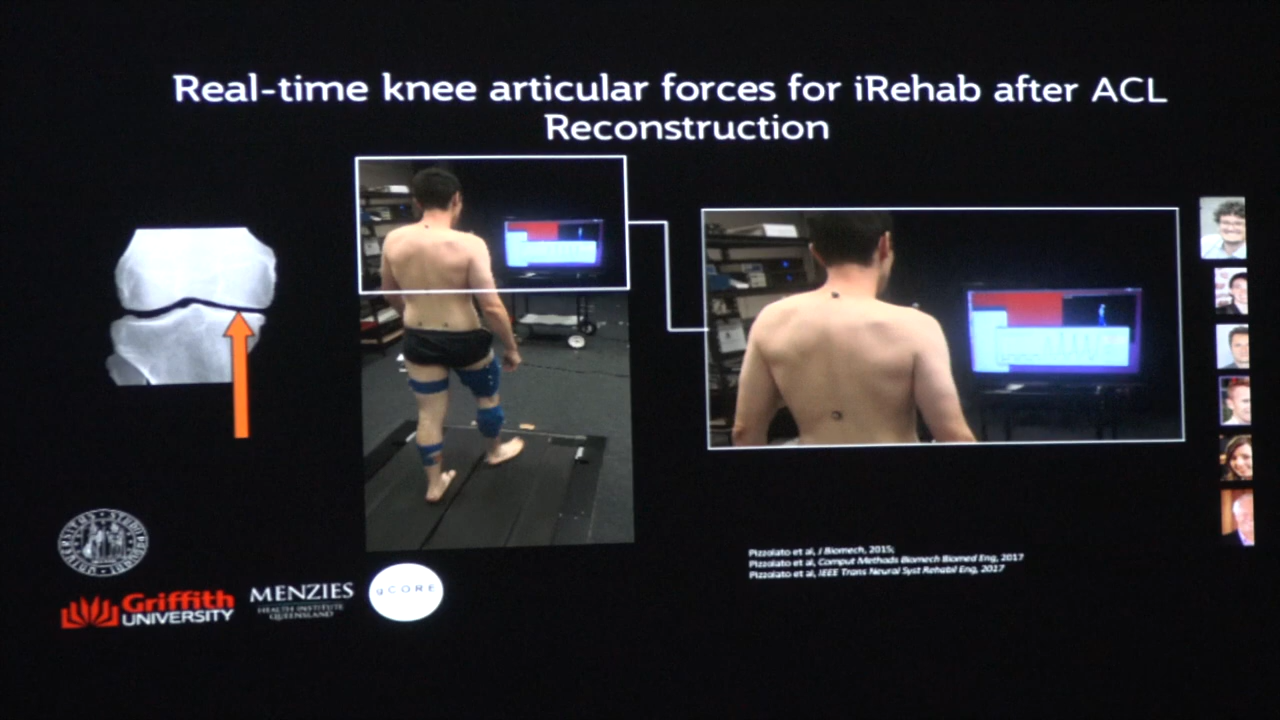 Real-time knee articular forces for iRehab after ACL
Reconstruction
Pizzolato et al, J Biomech, 2015;
Pizzolato et al, Comput Methods Biomech Biomed Eng, 2017
Pizzolato et al, IEEE Trans Neural Syst Rehabil Eng, 2017
Griffith
UNIVERSITY
MENZIES
HEALTH INSTITUTE
QUEENSLAND
gCORE